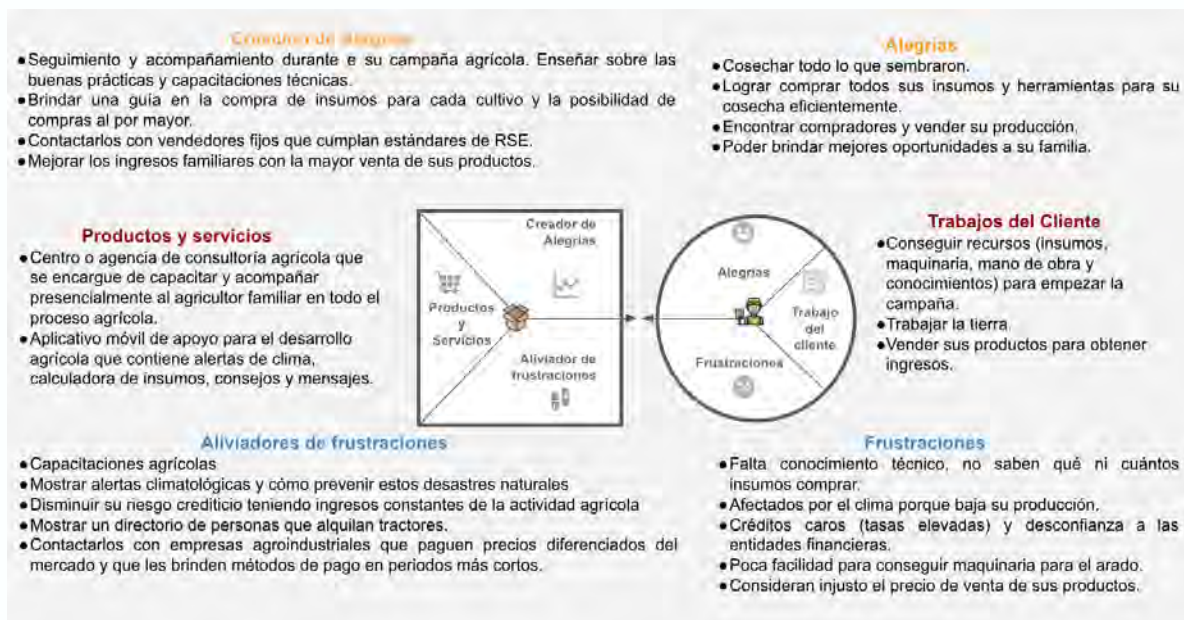 Creador de Alegrías
●Seguimiento y acompañamiento durante e su campaña agrícola. Enseñar sobre las
buenas prácticas y capacitaciones técnicas.
●Brindar una guía en la compra de insumos para cada cultivo y la posibilidad de
compras al por mayor.
●Contactarlos con vendedores fijos que cumplan estándares de RSE.
●Mejorar los ingresos familiares con la mayor venta de sus productos.
Alegrías
●Cosechar todo lo que sembraron.
●Lograr comprar todos sus insumos y herramientas para su
cosecha eficientemente.
●Encontrar compradores y vender su producción.
●Poder brindar mejores oportunidades a su familia.
Productos y servicios
●Centro o agencia de consultoría agrícola que
se encargue de capacitar y acompañar
presencialmente al agricultor familiar en todo el
proceso agrícola.
●Aplicativo móvil de apoyo para el desarrollo
agrícola que contiene alertas de clima,
calculadora de insumos, consejos y mensajes.
Creador de
Alegrías
Productos
y
Servicios
Aliviador de
frustraciones
Alegrías
Trabajo
del
cliente
Frustraciones
Trabajos del Cliente
●Conseguir recursos (insumos,
maquinaria, mano de obra y
conocimientos) para empezar la
campaña.
●Trabajar la tierra
●Vender sus productos para obtener
ingresos.
Aliviadores de frustraciones
●Capacitaciones agrícolas
●Mostrar alertas climatológicas y cómo prevenir estos desastres naturales
●Disminuir su riesgo crediticio teniendo ingresos constantes de la actividad agrícola
●Mostrar un directorio de personas que alquilan tractores.
●Contactarlos con empresas agroindustriales que paguen precios diferenciados del
mercado y que les brinden métodos de pago en periodos más cortos.
Frustraciones
●Falta conocimiento técnico, no saben qué ni cuántos
insumos comprar.
●Afectados por el clima porque baja su producción.
●Créditos caros (tasas elevadas) y desconfianza a las
entidades financieras.
●Poca facilidad para conseguir maquinaria para el arado.
●Consideran injusto el precio de venta de sus productos.